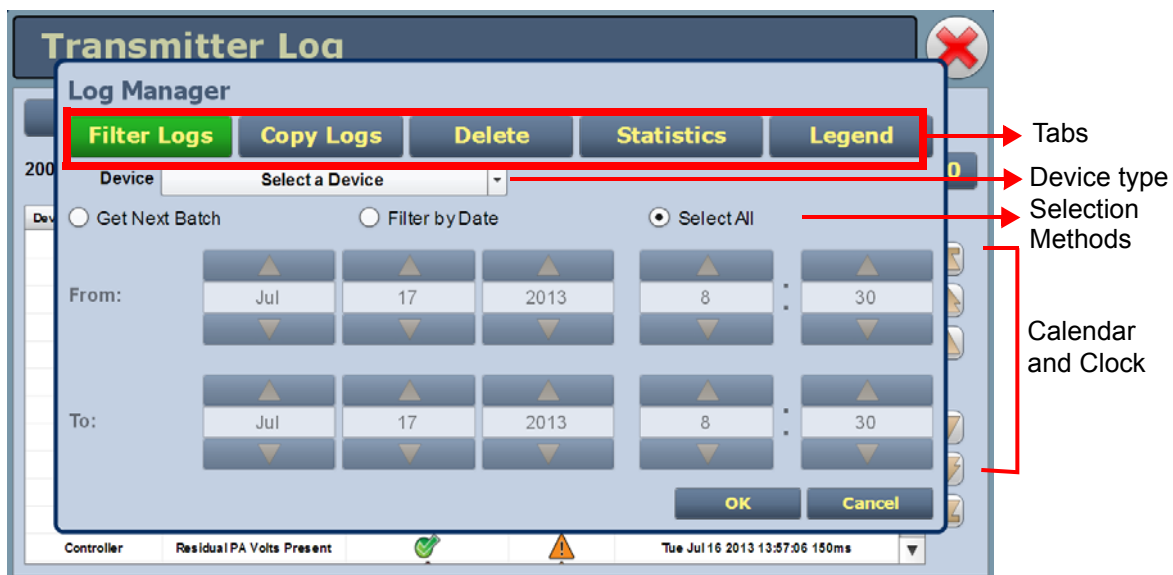 Transmitter Log
Log Manager
Filter Logs Copy Logs Delete Statistics Legend
Tabs
200
Device Select a Device
0
Device type
Dev
Get Next Batch Filter by Date Select All
Selection
Methods
From: Jul 17 2013 8 : 30
Calendar
and Clock
To: Jul 17 2013 8 : 30
OK Cancel
Controller Residual PA Volts Present Tue Jul 16 2013 13:57:06 150ms